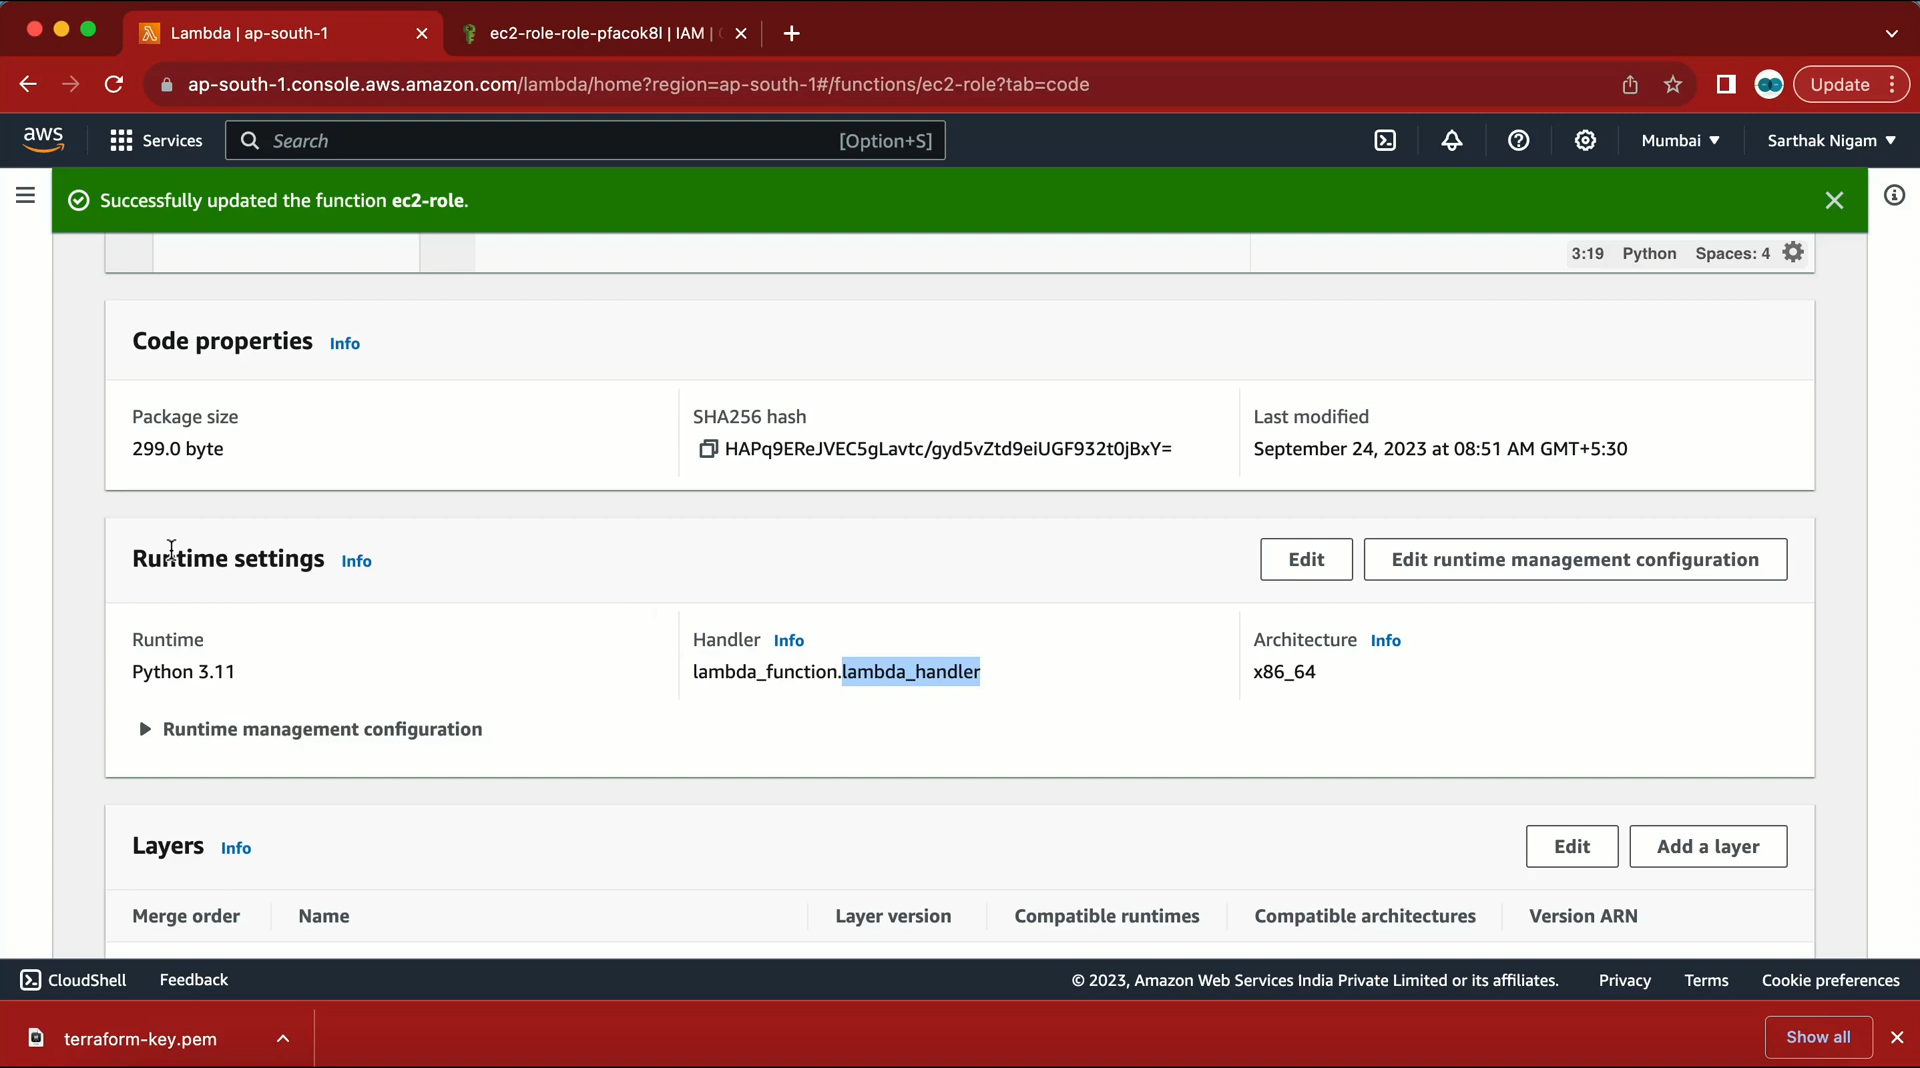 Lambda | ap-south-1
ec2-role-role-pfacok8l | IAM |
ap-south-1.console.aws.amazon.com/lambda/home?region=ap-south-1#/functions/ec2-role?tab=code
Update
aws
Services
Search
[Option+S]
Mumbai
Sarthak Nigam
Successfully updated the function ec2-role.
3:19 Python Spaces: 4
Code properties Info
Package size
299.0 byte
SHA256 hash
HAPq9EReJVEC5gLavtc/gyd5vZtd9eiUGF932t0jBxY=
Last modified
September 24, 2023 at 08:51 AM GMT+5:30
Runtime settings Info
Edit
Edit runtime management configuration
Runtime
Python 3.11
Handler Info
lambda_function.lambda_handler
Architecture Info
x86_64
Runtime management configuration
Layers Info
Edit
Add a layer
Merge order
Name
Layer version
Compatible runtimes
Compatible architectures
Version ARN
CloudShell
Feedback
© 2023, Amazon Web Services India Private Limited or its affiliates.
Privacy
Terms
Cookie preferences
terraform-key.pem
Show all